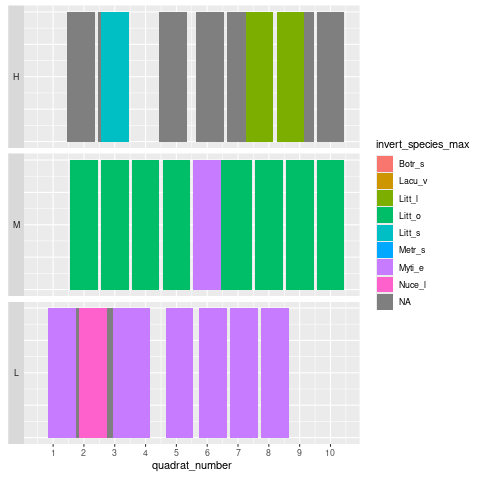 H
M
L
1 2 3 4 5 6 7 8 9 10
quadrat_number
invert_species_max
Botr_s
Lacu_v
Litt_l
Litt_o
Litt_s
Metr_s
Myti_e
Nuce_l
NA